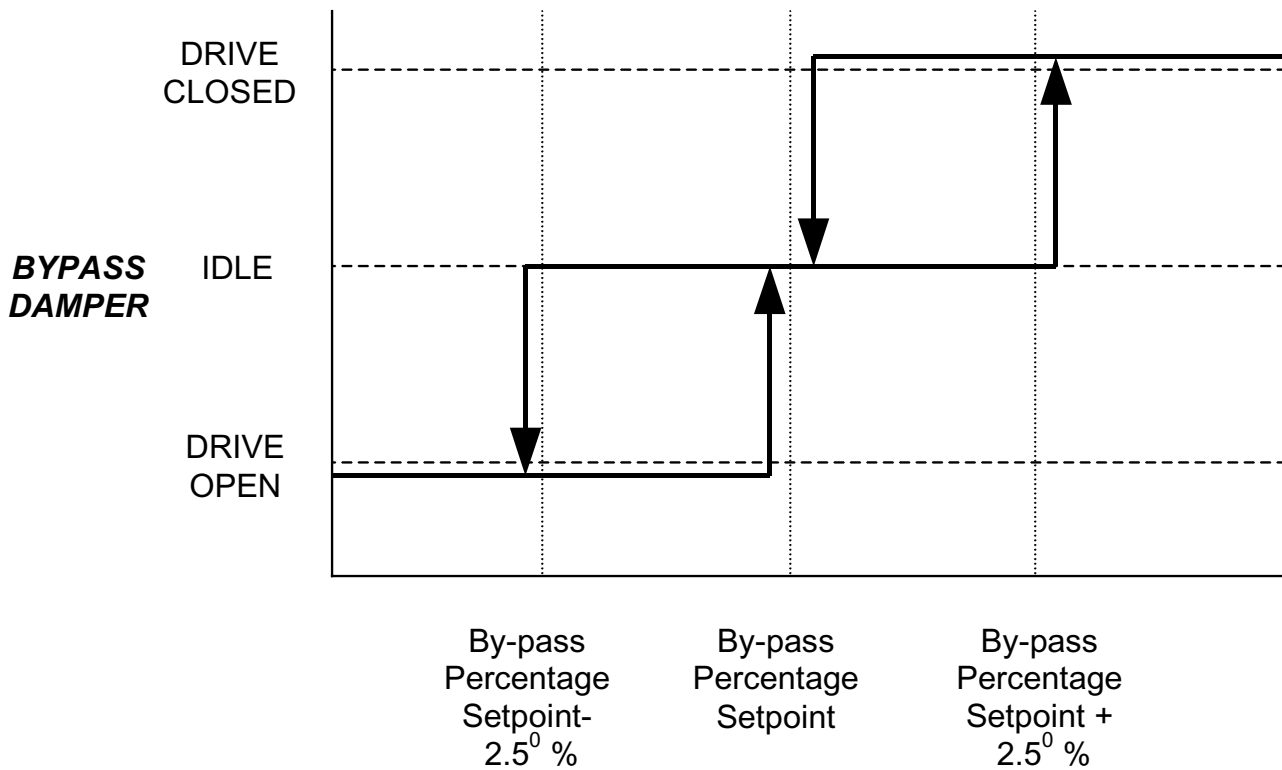 DRIVE
CLOSED
BYPASS
DAMPER
IDLE
DRIVE
OPEN
By-pass
Percentage
Setpoint-
2.5⁰ %
By-pass
Percentage
Setpoint
By-pass
Percentage
Setpoint +
2.5⁰ %